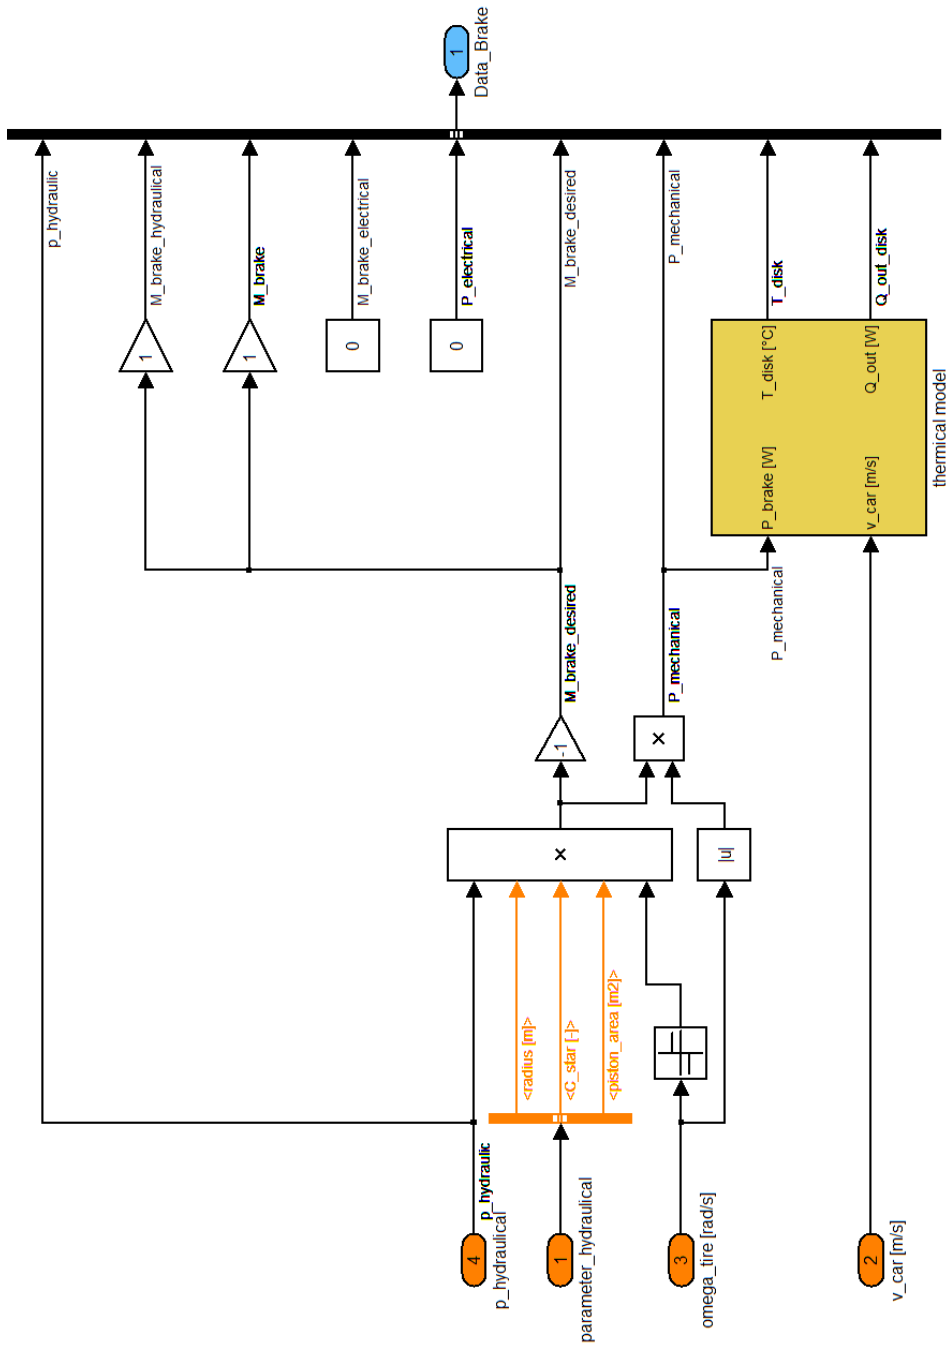 4
p_hydraulical
p_hydraulic
1
parameter_hydraulical
3
omega_tire [rad/s]
2
v_car [m/s]
<radius [m]>
<C_star [-]>
<piston_area [m2]>
×
|u|
-1
×
M_brake_desired
P_mechanical
P_mechanical
1
1
0
0
P_brake [W]
v_car [m/s]
T_disk [°C]
Q_out [W]
thermical model
p_hydraulic
M_brake_hydraulical
M_brake
M_brake_electrical
P_electrical
M_brake_desired
P_mechanical
T_disk
Q_out_disk
1
Data_Brake